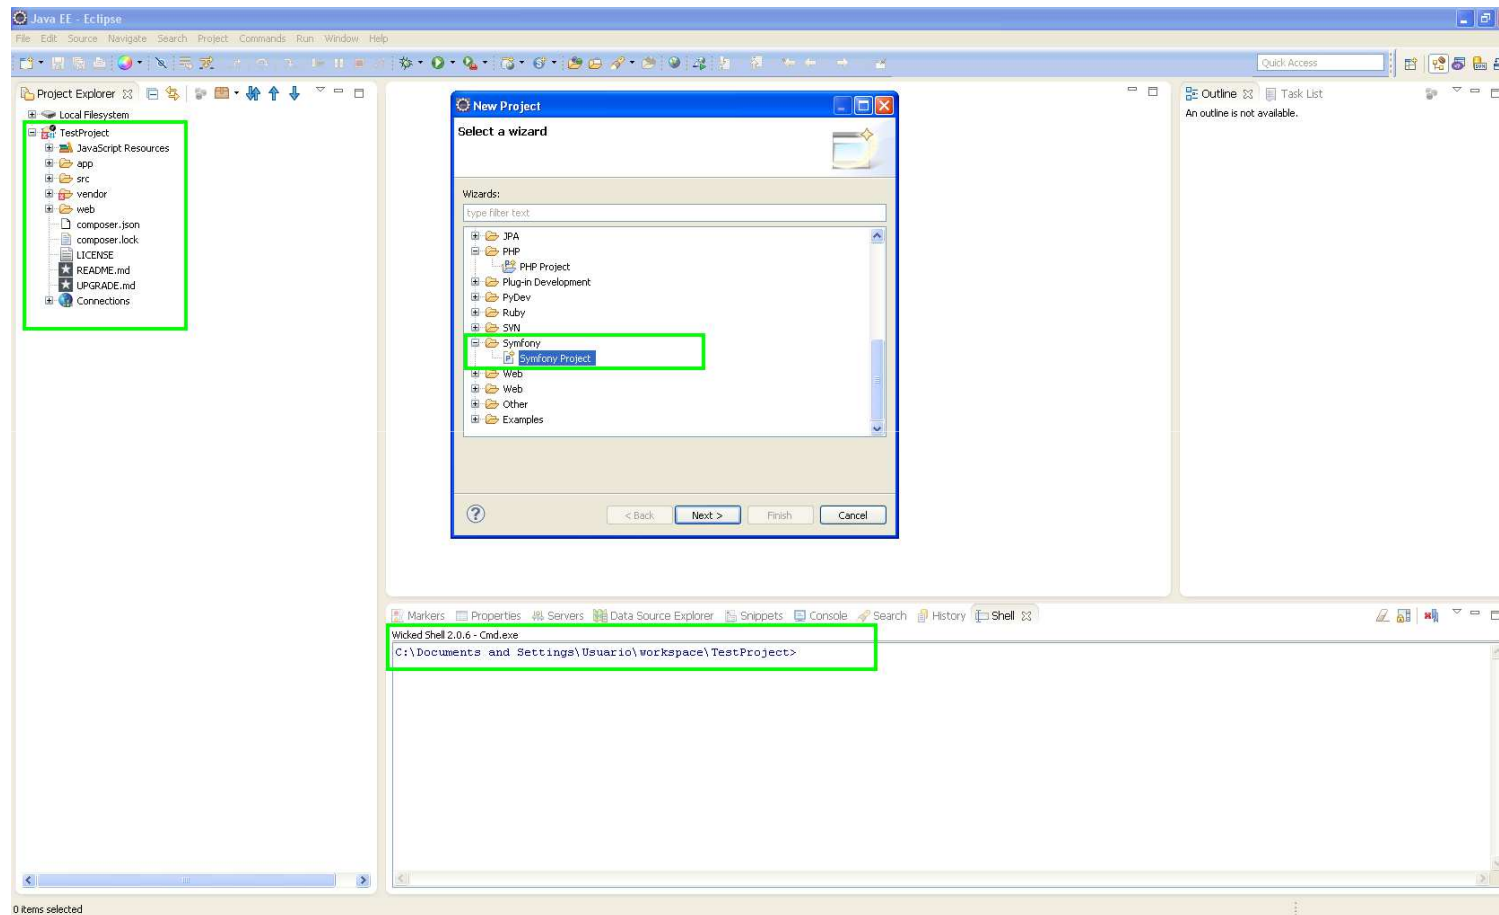 Java EE - Eclipse
File Edit Source Navigate Search Project Commands Run Window Help
Quick Access
Project Explorer
Local Filesystem
TestProject
JavaScript Resources
app
src
vendor
web
composer.json
composer.lock
LICENSE
README.md
UPGRADE.md
Connections
New Project
Select a wizard
Wizards:
type filter text
JPA
PHP
PHP Project
Plug-in Development
PyDev
Ruby
SVN
Symfony
Symfony Project
Web
Web
Other
Examples
< Back Next > Finish Cancel
Outline Task List
An outline is not available.
Markers Properties Servers Data Source Explorer Snippets Console Search History Shell
Wicked Shell 2.0.6 - Cmd.exe
C:\Documents and Settings\Usuario\workspace\TestProject>
0 items selected